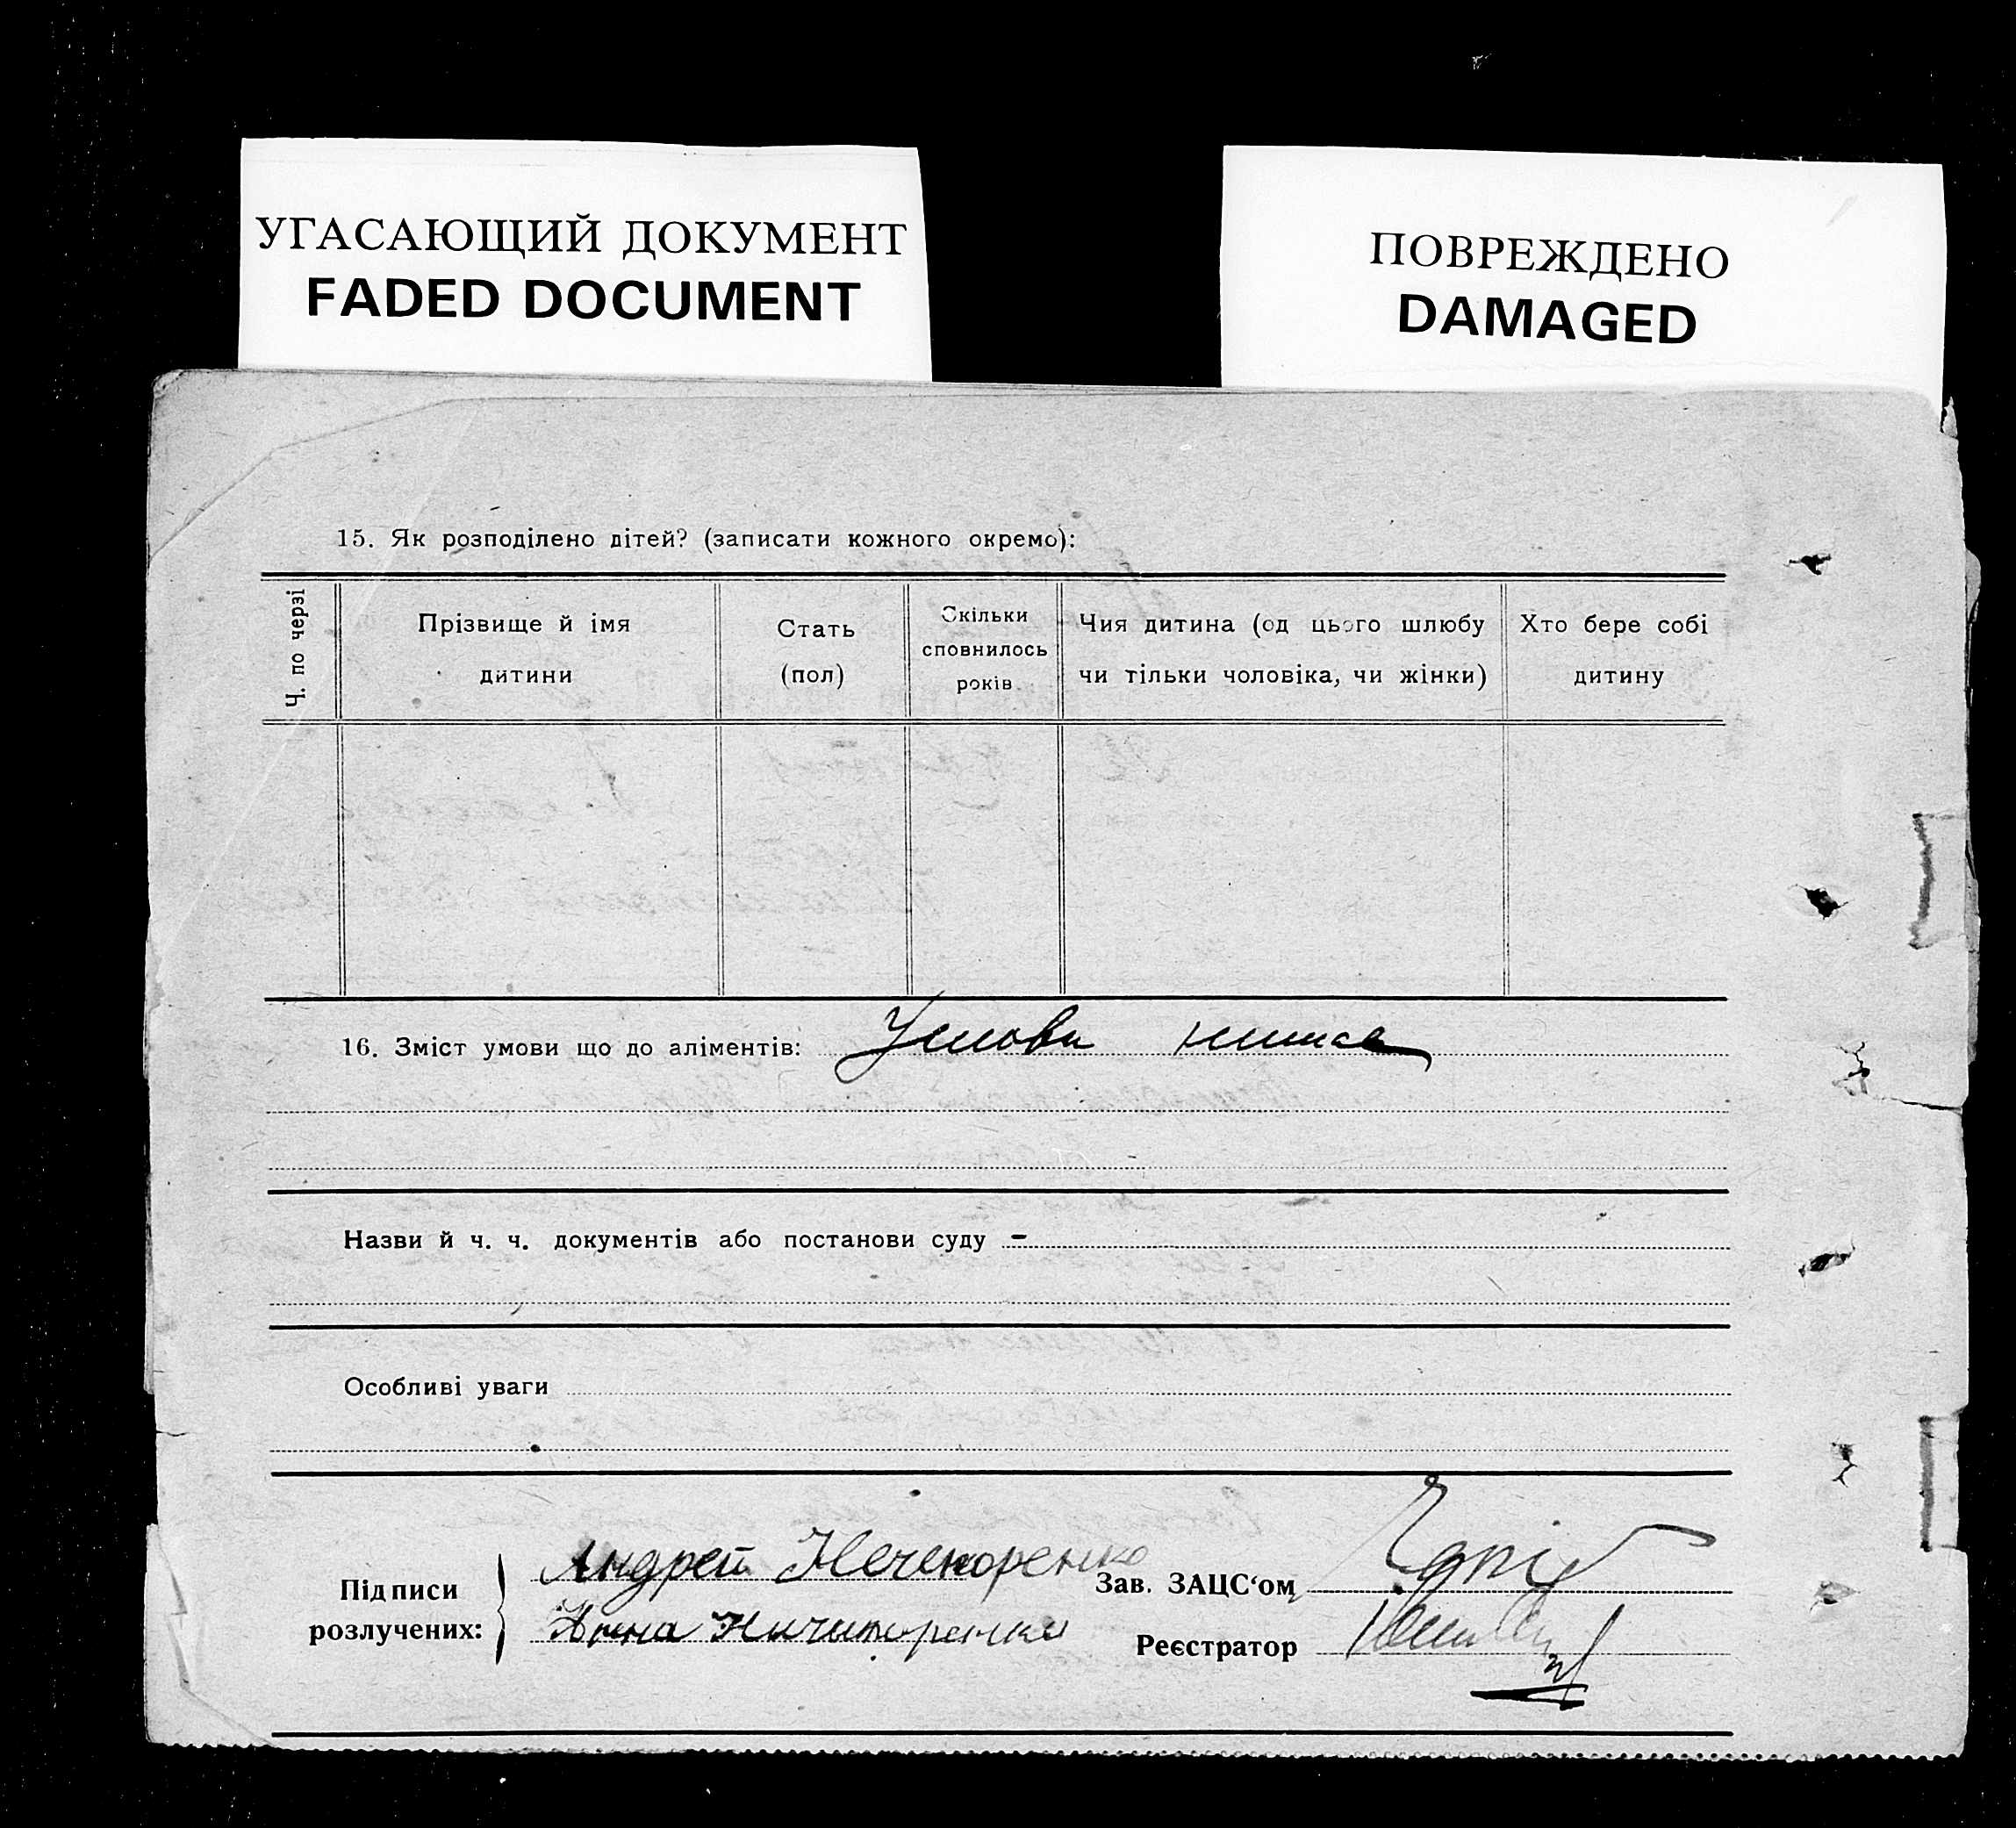 УГАСАЮЩИЙ ДОКУМЕНТ
FADED DOCUMENT
ПОВРЕЖДЕНО
DAMAGED
15. Як розподілено дітей? (записати кожного окремо):
Ч. по черзі
Прізвище й імя
дитини
Стать
(пол)
Скільки
сповнилось
років
Чия дитина (од цього шлюбу
чи тільки чоловіка, чи жінки)
Хто бере собі
дитину
16. Зміст умови що до аліментів: Умови
Назви й ч. ч. документів або постанови суду –
Особливі уваги
Підписи
розлучених:
Андрей Неченоренко
Анна Ничипоренко
Зав. ЗАЦС‘ом
Реєстратор